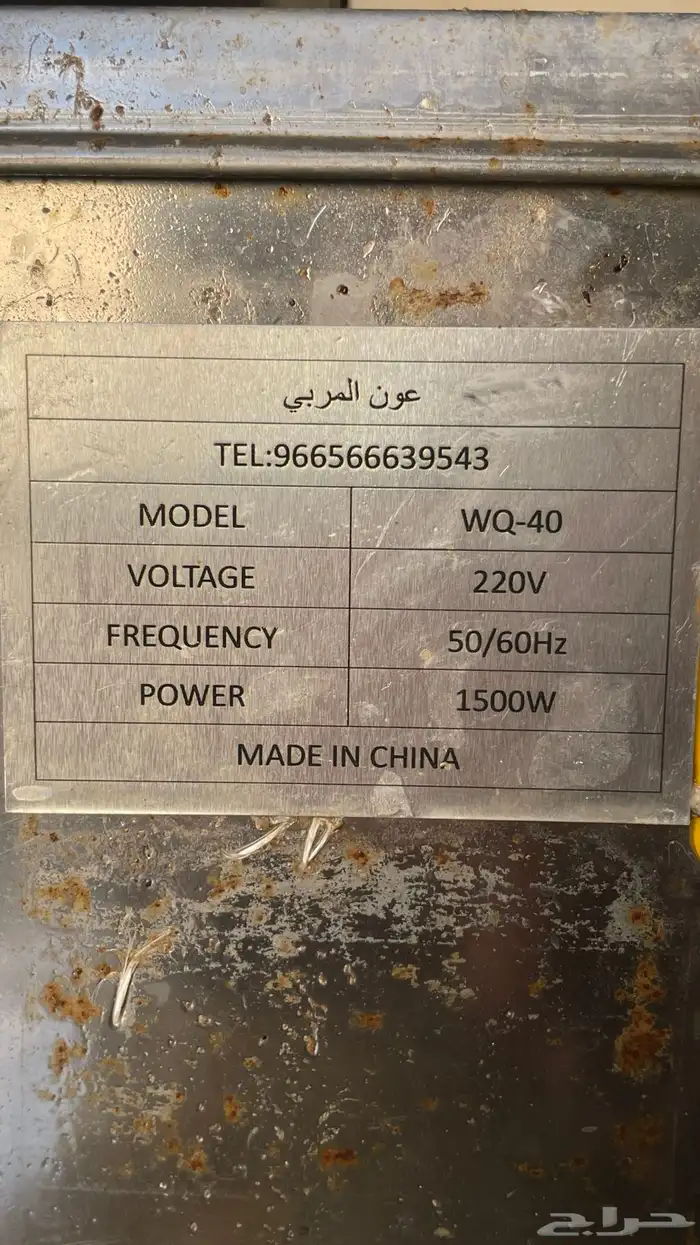 عون المربي
TEL:966566639543
MODEL WQ-40
VOLTAGE 220V
FREQUENCY 50/60Hz
POWER 1500W
MADE IN CHINA
حراج